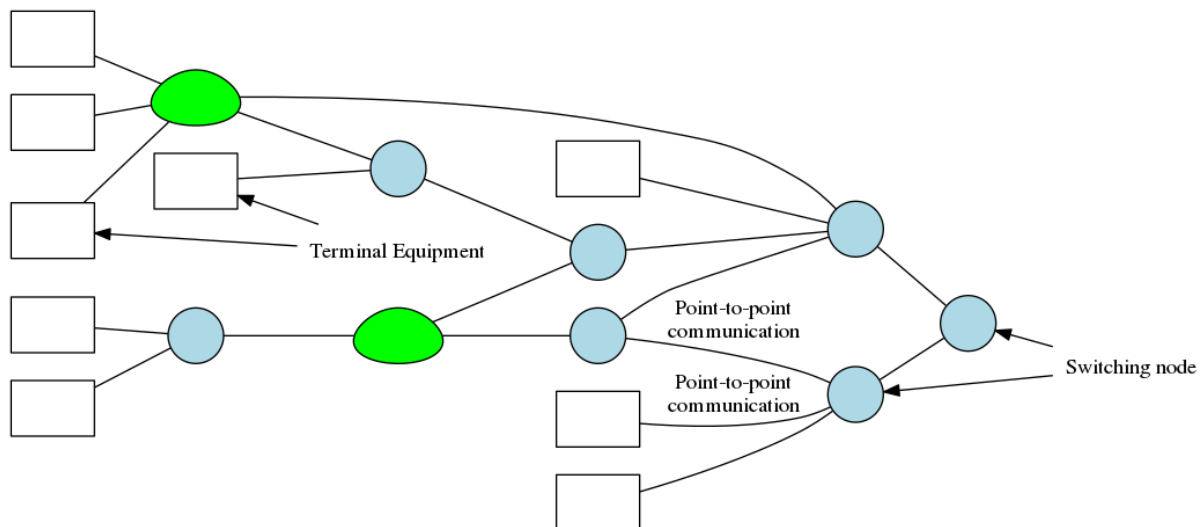 Terminal Equipment
Point-to-point
communication
Point-to-point
communication
Switching node